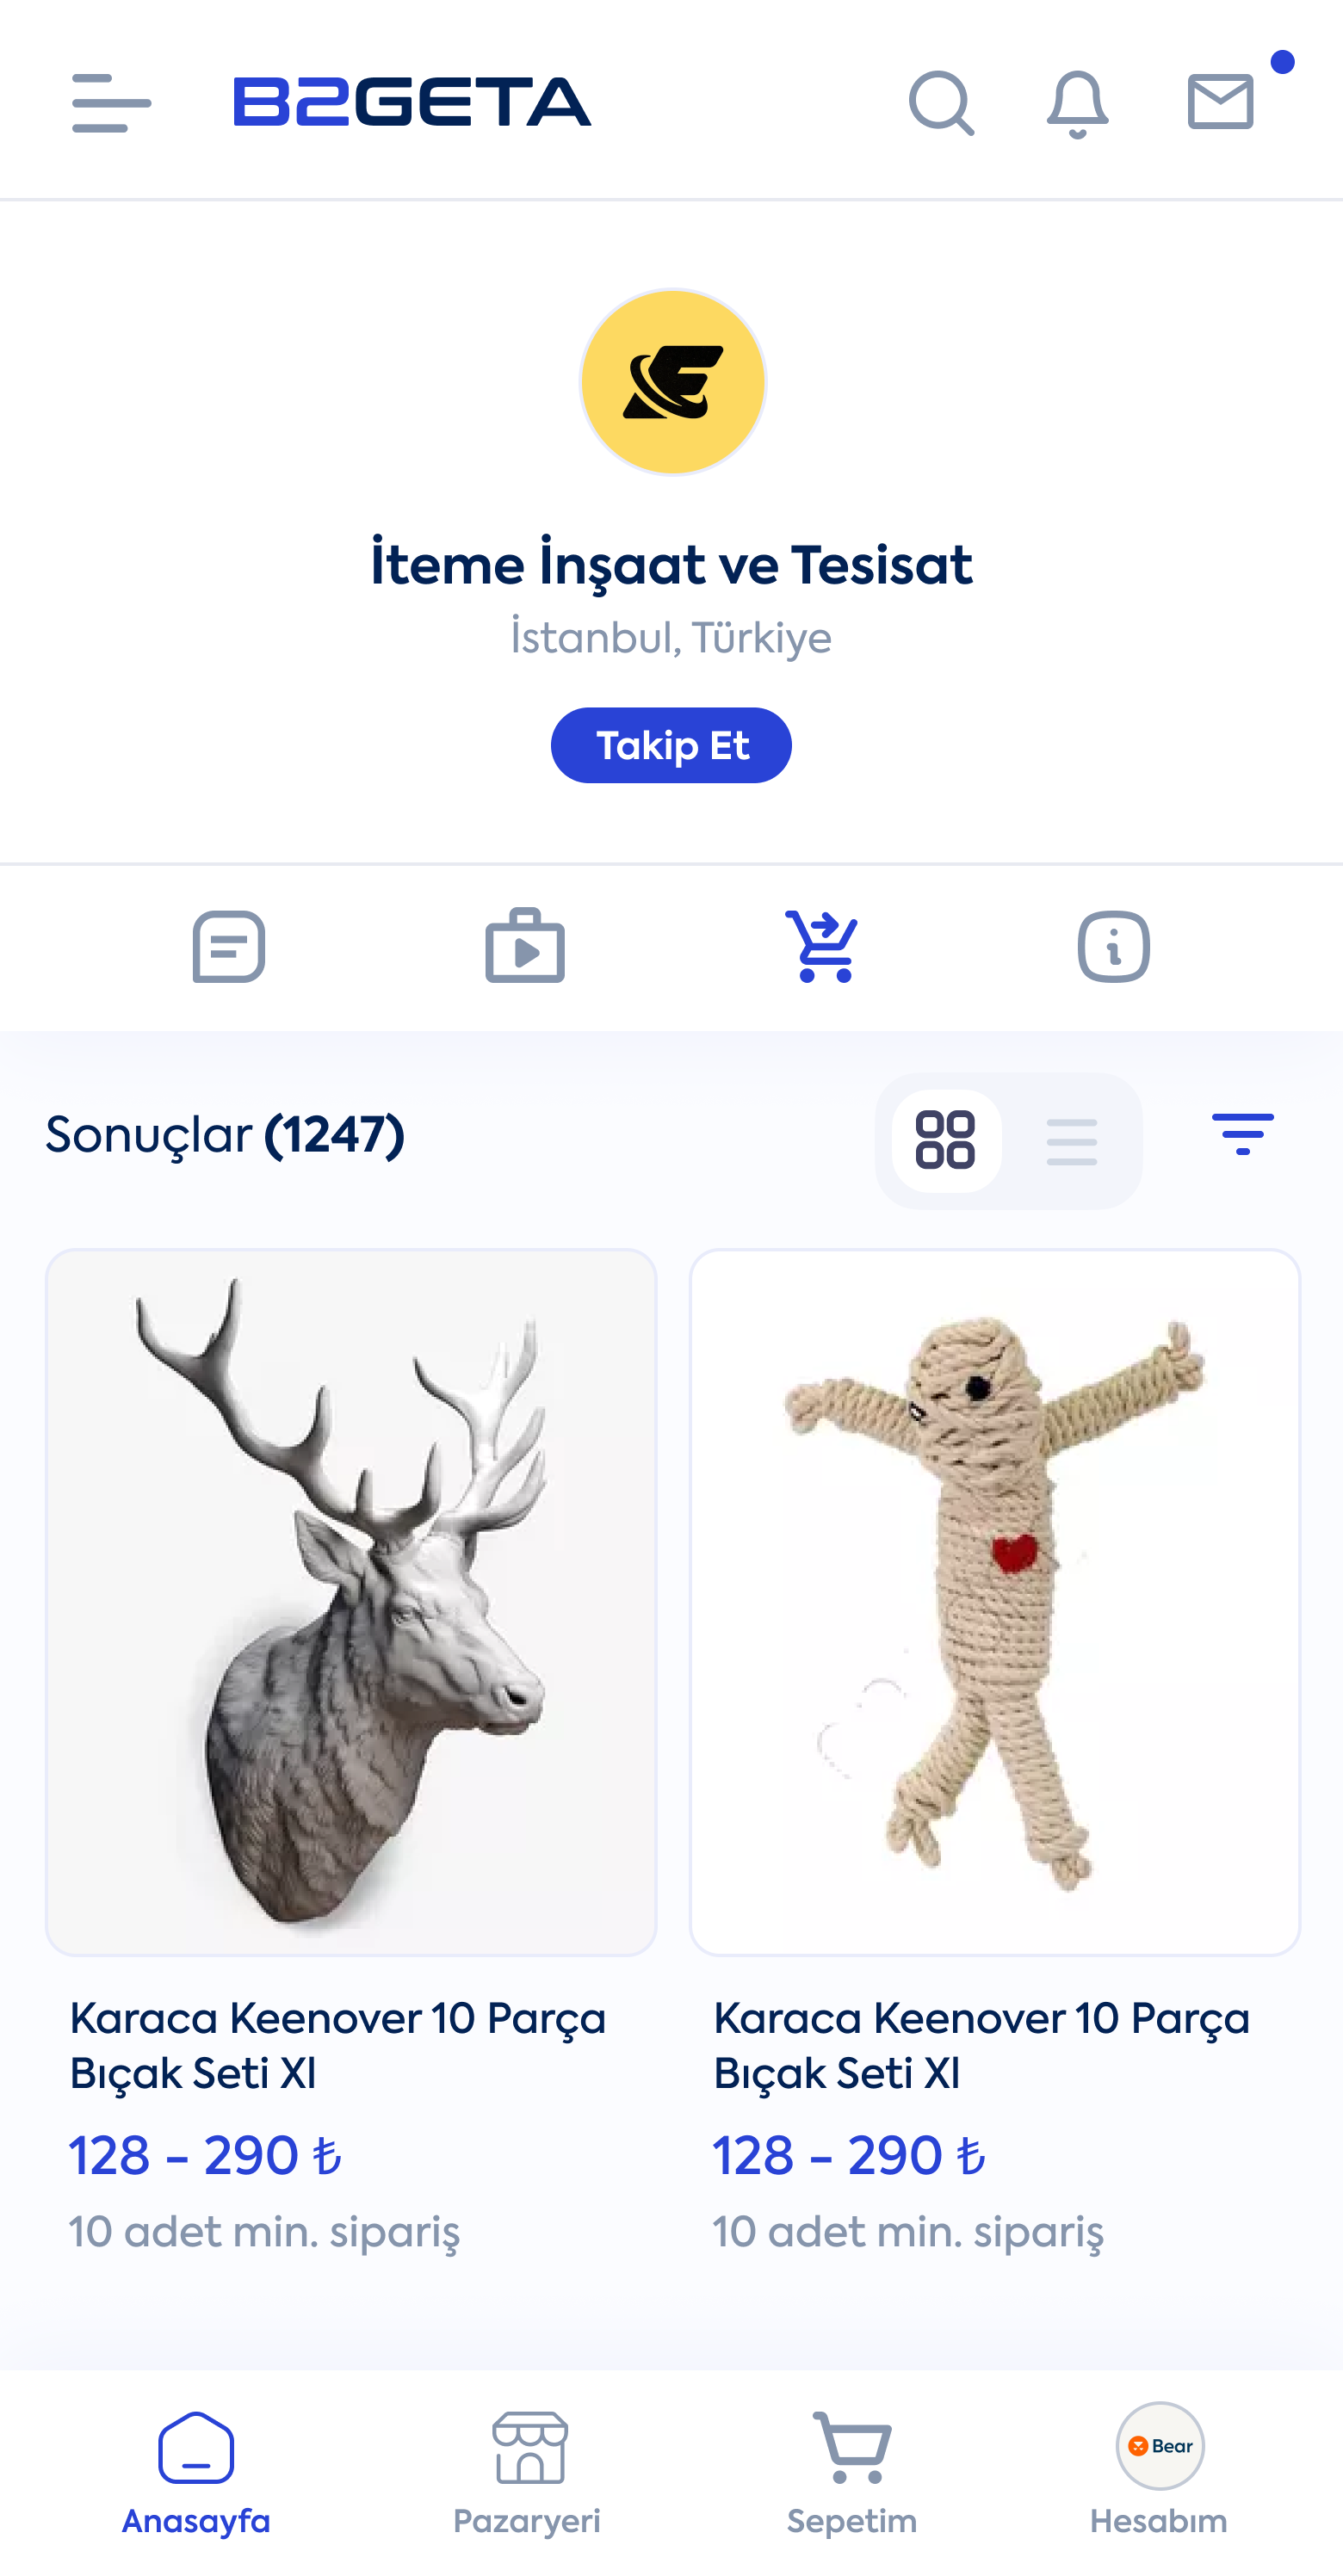 B2GETA
İteme İnşaat ve Tesisat
İstanbul, Türkiye
Takip Et
Sonuçlar (1247)
Karaca Keenover 10 Parça
Bıçak Seti Xl
128 - 290 ₺
10 adet min. sipariş
Karaca Keenover 10 Parça
Bıçak Seti Xl
128 - 290 ₺
10 adet min. sipariş
Anasayfa
Pazaryeri
Sepetim
Bear
Hesabım